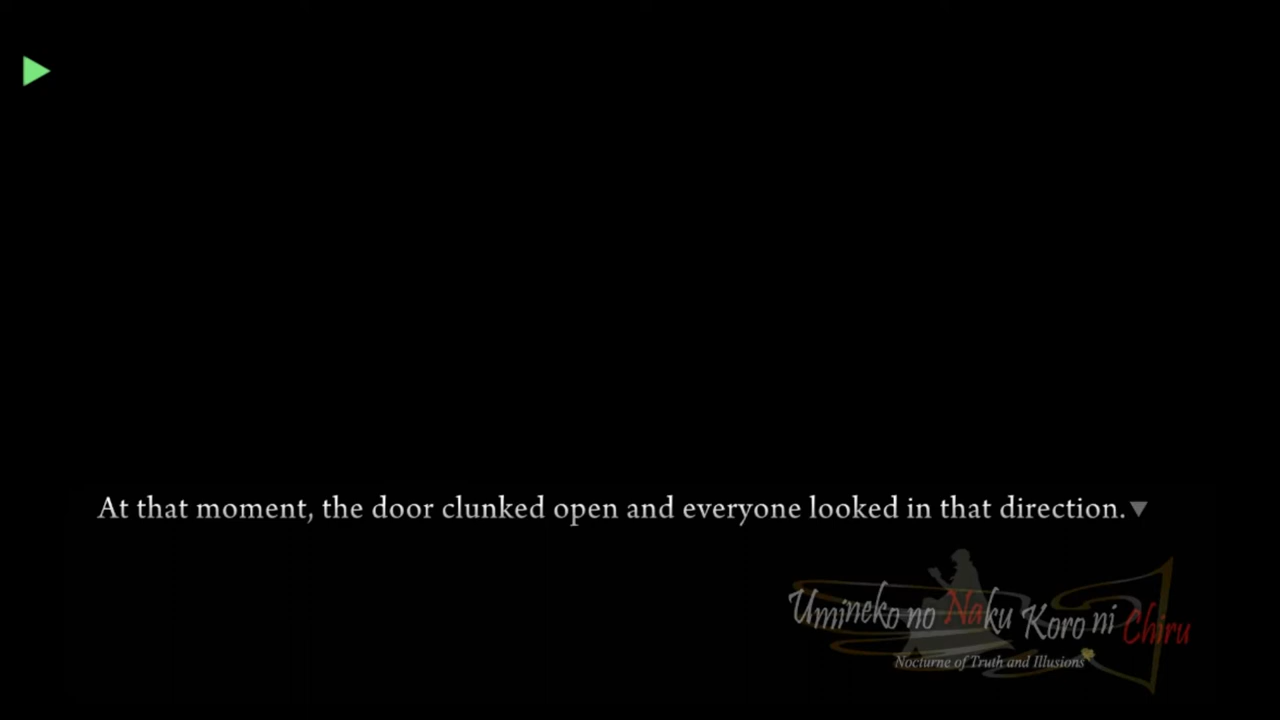 At that moment, the door clunked open and everyone looked in that direction.
Umineko no Naku Koro ni Chiru
Nocturne of Truth and Illusions